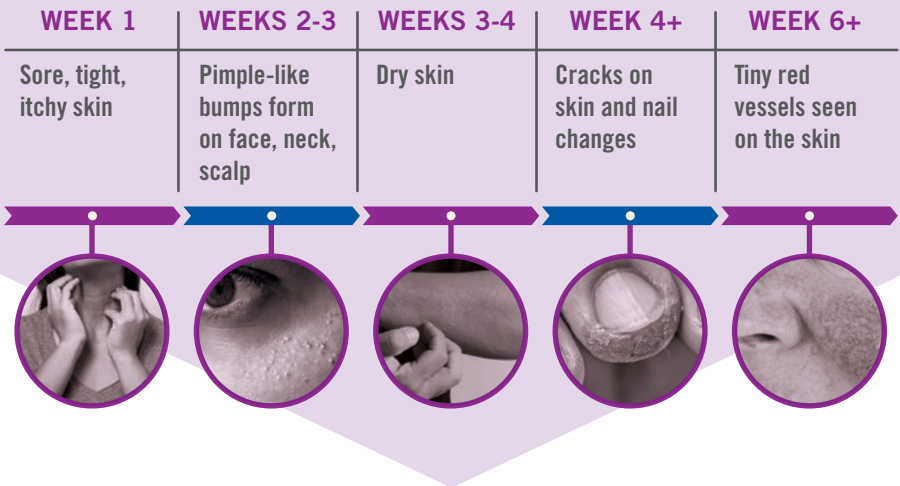 WEEK 1
Sore, tight,
itchy skin
WEEKS 2-3
Pimple-like
bumps form
on face, neck,
scalp
WEEKS 3-4
Dry skin
WEEK 4+
Cracks on
skin and nail
changes
WEEK 6+
Tiny red
vessels seen
on the skin